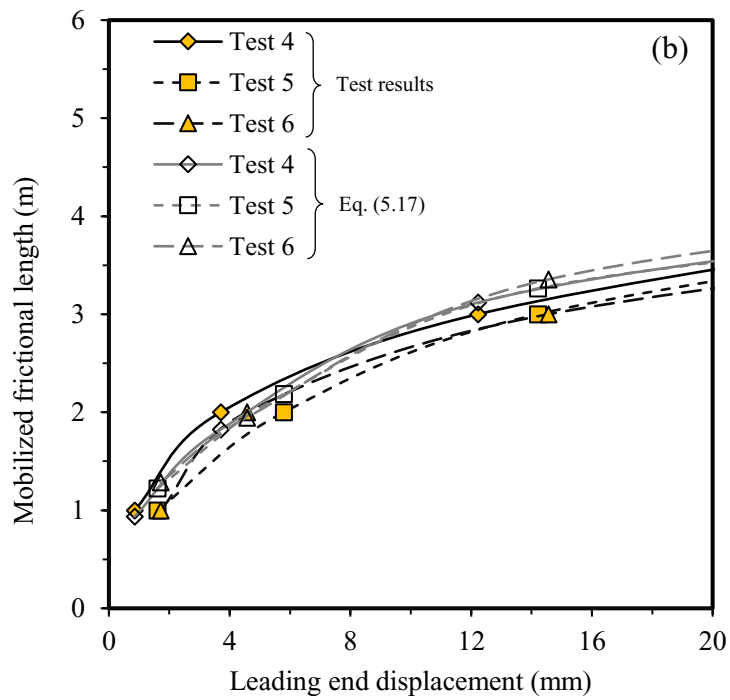 (b)
Test 4
Test 5
Test 6
Test results
Test 4
Test 5
Test 6
Eq. (5.17)
Mobilized frictional length (m)
6
5
4
3
2
1
0
0 4 8 12 16 20
Leading end displacement (mm)